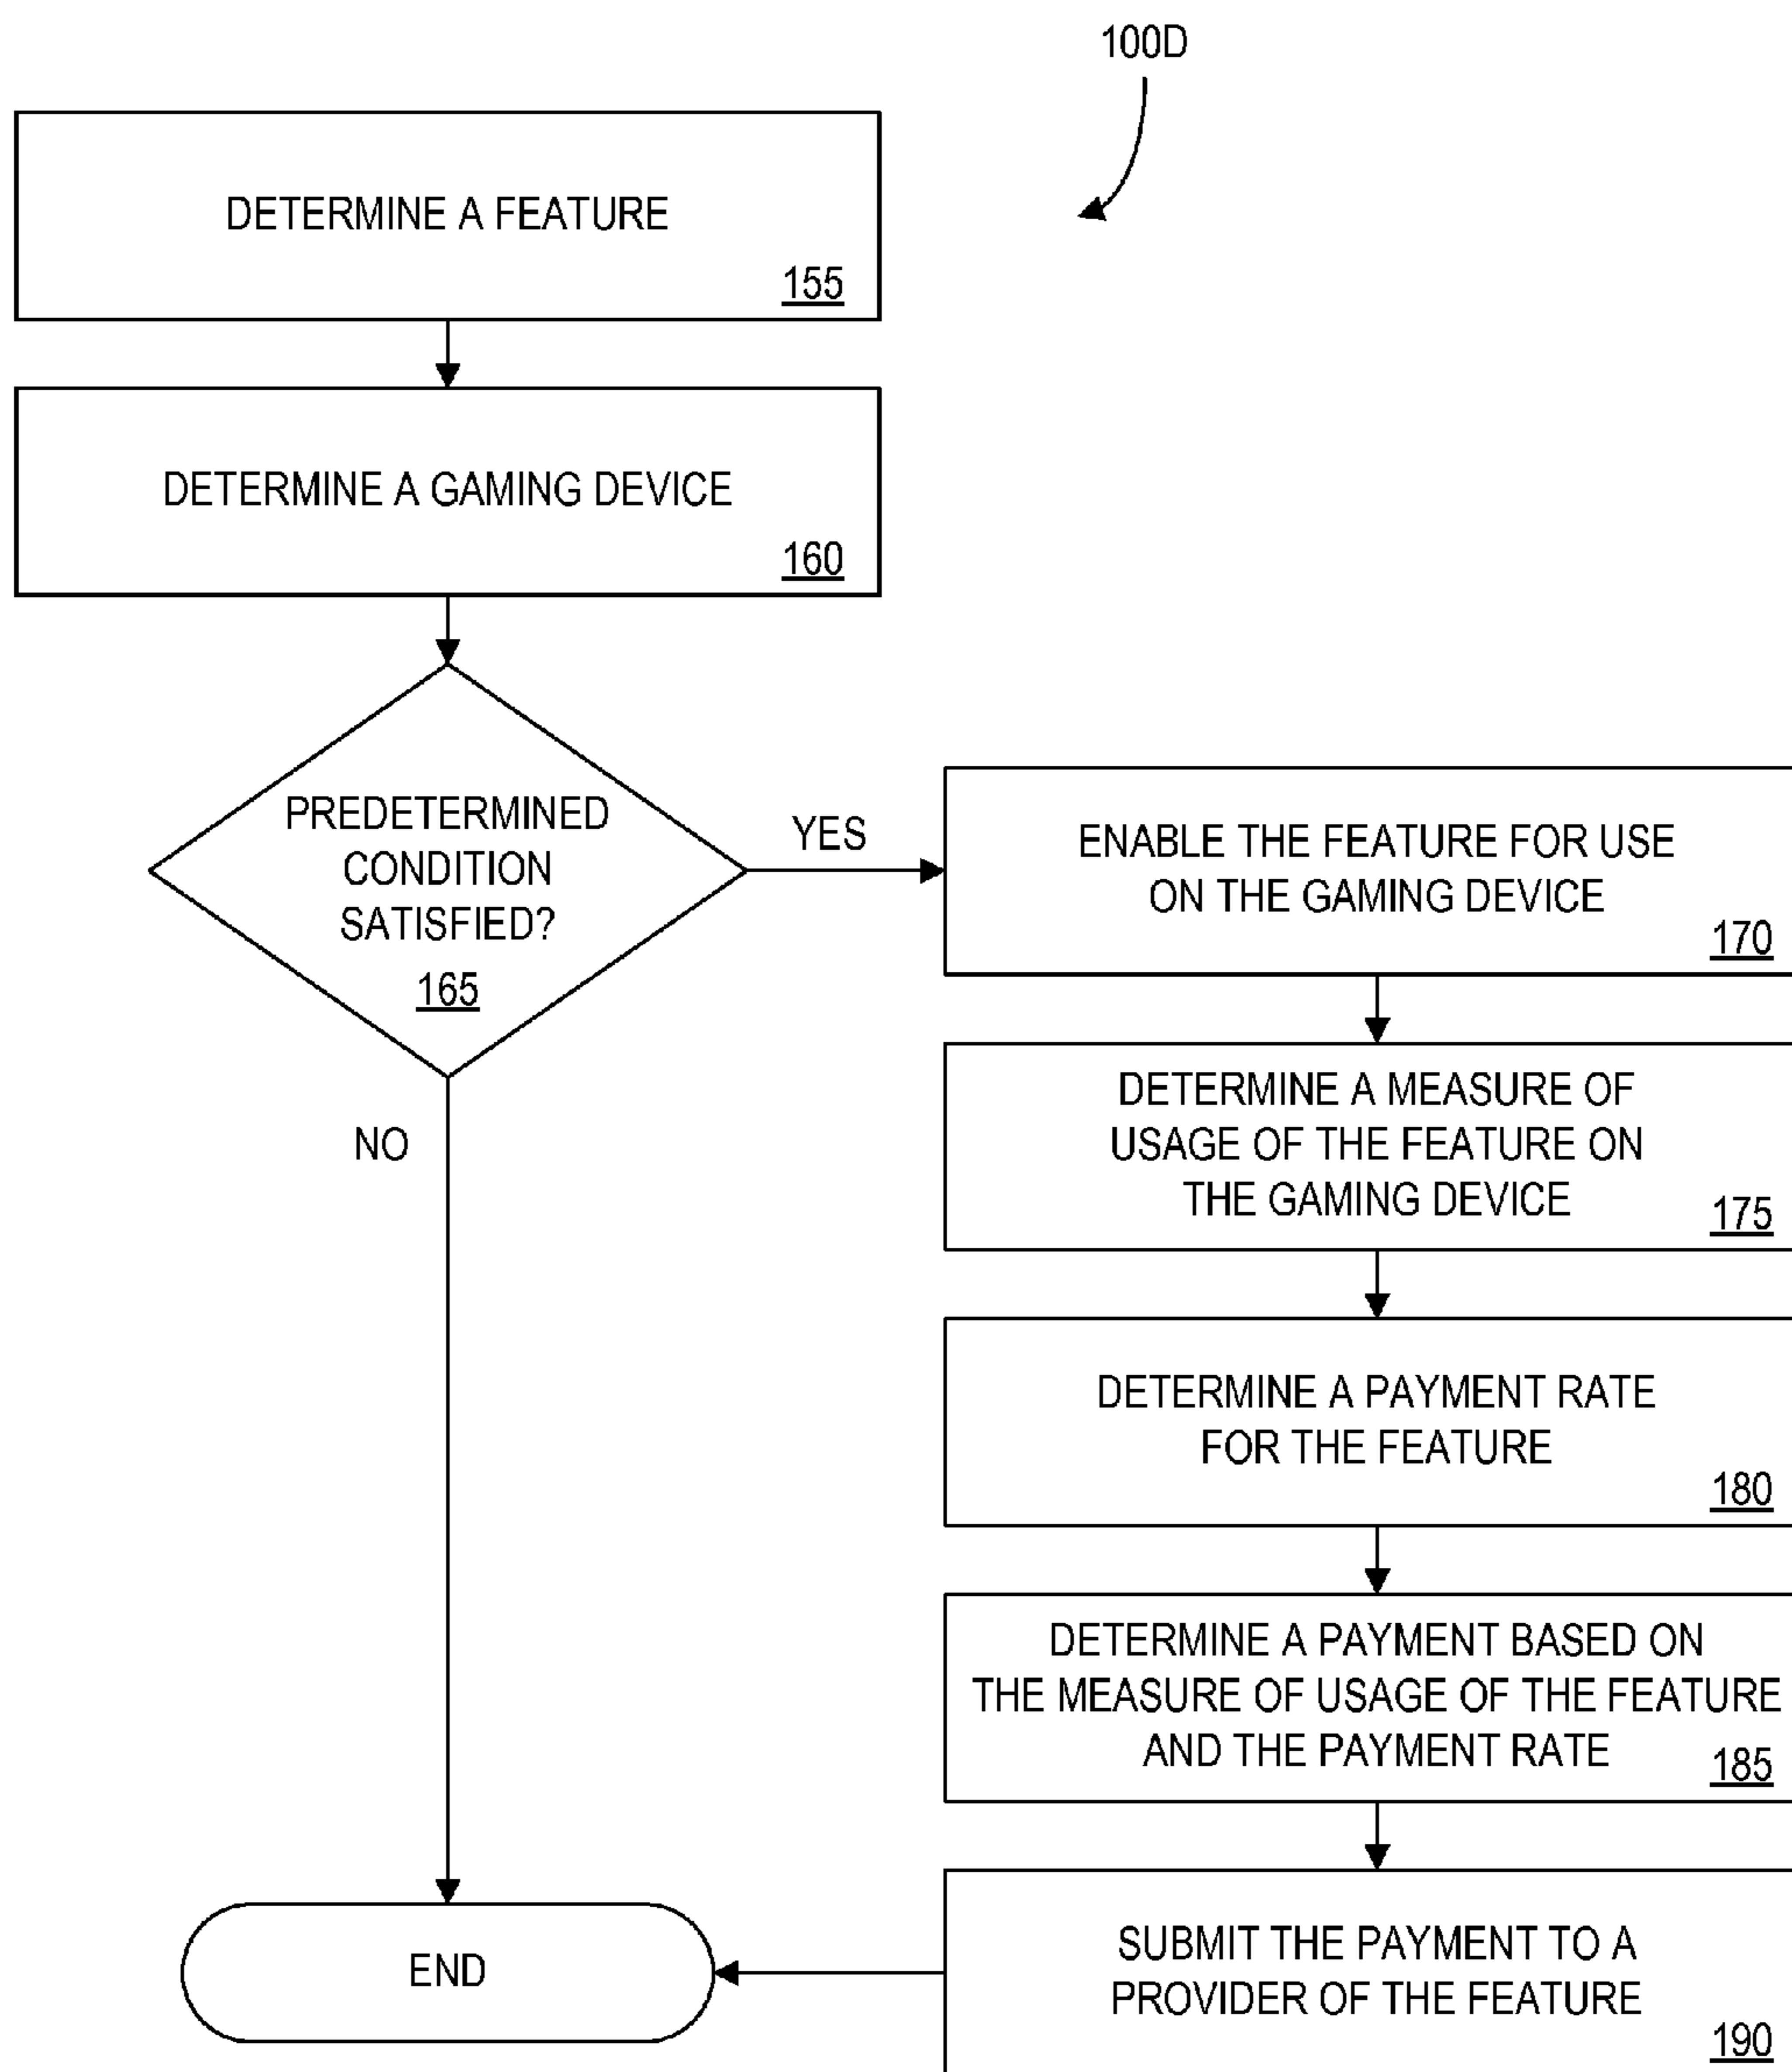 100D
DETERMINE A FEATURE
155
DETERMINE A GAMING DEVICE
160
PREDETERMINED
CONDITION
SATISFIED?
165
YES
NO
ENABLE THE FEATURE FOR USE
ON THE GAMING DEVICE
170
DETERMINE A MEASURE OF
USAGE OF THE FEATURE ON
THE GAMING DEVICE
175
DETERMINE A PAYMENT RATE
FOR THE FEATURE
180
DETERMINE A PAYMENT BASED ON
THE MEASURE OF USAGE OF THE FEATURE
AND THE PAYMENT RATE
185
SUBMIT THE PAYMENT TO A
PROVIDER OF THE FEATURE
190
END